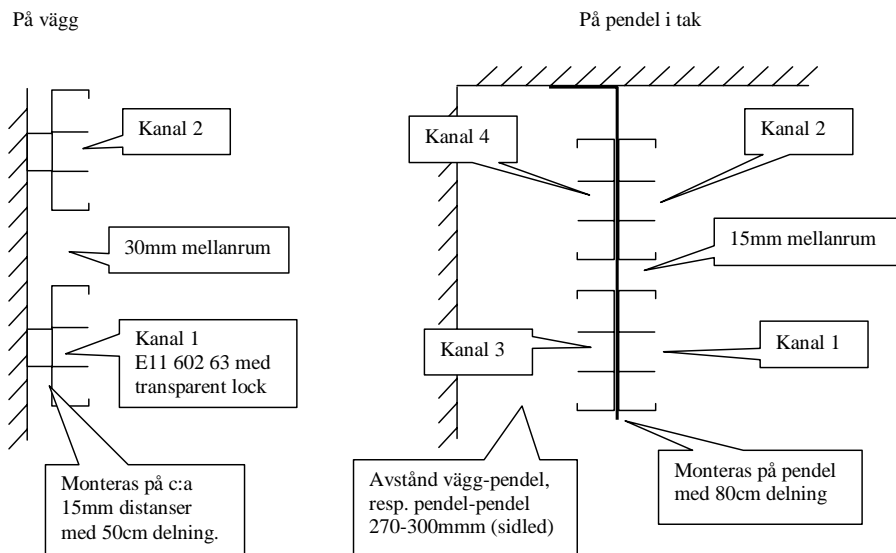 På vägg
På pendel i tak
Kanal 2
30mm mellanrum
Kanal 1
E11 602 63 med
transparent lock
Monteras på c:a
15mm distanser
med 50cm delning.
Kanal 4
Kanal 2
15mm mellanrum
Kanal 3
Kanal 1
Avstånd vägg-pendel,
resp. pendel-pendel
270-300mmm (sidled)
Monteras på pendel
med 80cm delning